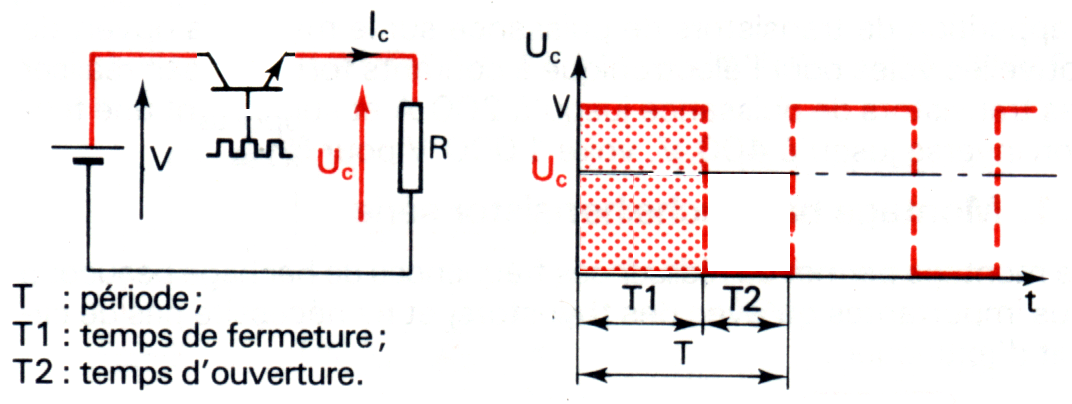 Ic
V
Uc
R
T : période;
T1 : temps de fermeture;
T2 : temps d'ouverture.
Uc
V
Uc
T1 T2
t
T